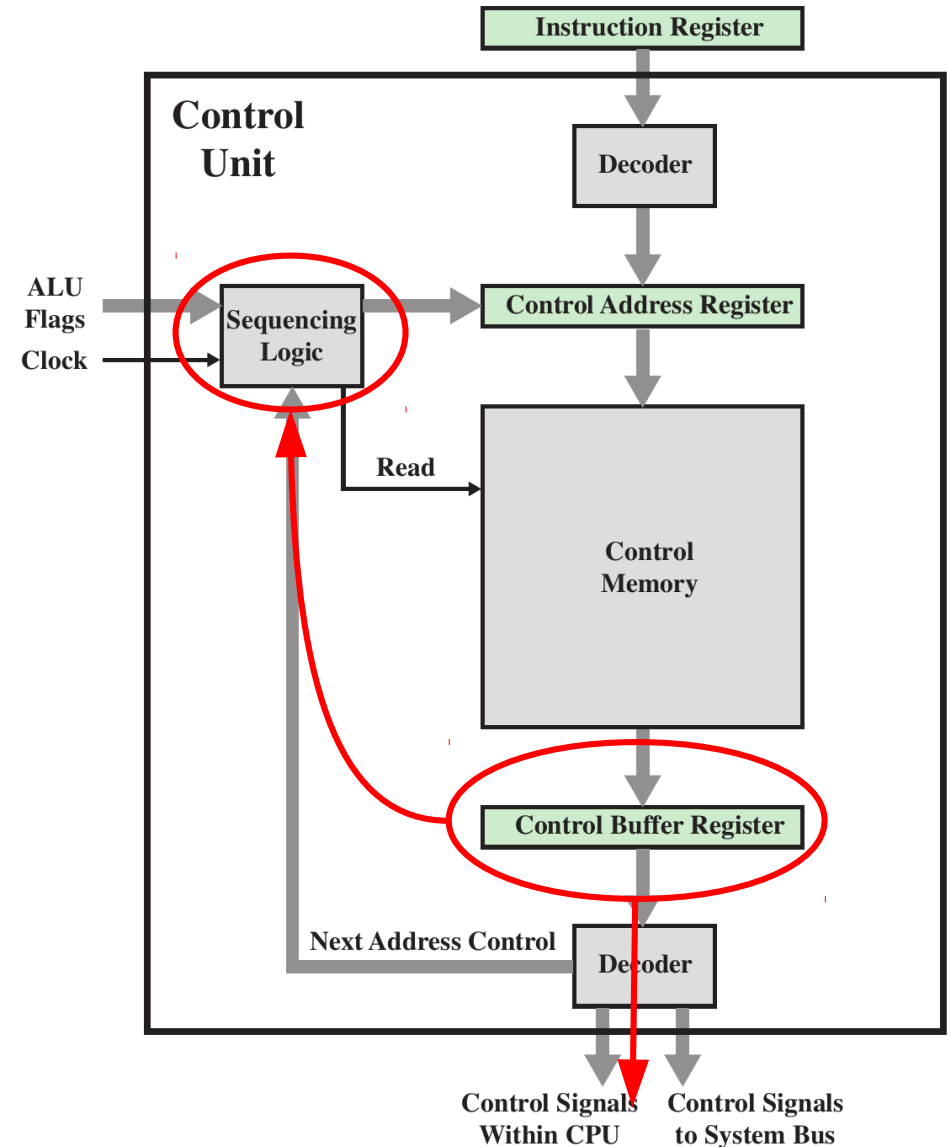 Instruction Register
Control
Unit
Decoder
ALU
Flags
Clock
Sequencing
Logic
Control Address Register
Read
Control
Memory
Control Buffer Register
Next Address Control
Decoder
Control Signals
Within CPU
Control Signals
to System Bus